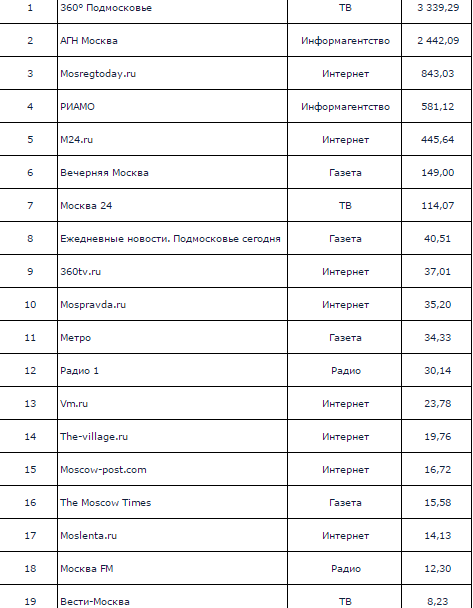 1 360° Подмосковье ТВ 3 339,29
2 АГН Москва Информагентство 2 442,09
3 Mosregtoday.ru Интернет 843,03
4 РИАМО Информагентство 581,12
5 M24.ru Интернет 445,64
6 Вечерняя Москва Газета 149,00
7 Москва 24 ТВ 114,07
8 Ежедневные новости. Подмосковье сегодня Газета 40,51
9 360tv.ru Интернет 37,01
10 Mospravda.ru Интернет 35,20
11 Метро Газета 34,33
12 Радио 1 Радио 30,14
13 Vm.ru Интернет 23,78
14 The-village.ru Интернет 19,76
15 Moscow-post.com Интернет 16,72
16 The Moscow Times Газета 15,58
17 Moslenta.ru Интернет 14,13
18 Москва FM Радио 12,30
19 Вести-Москва ТВ 8,23